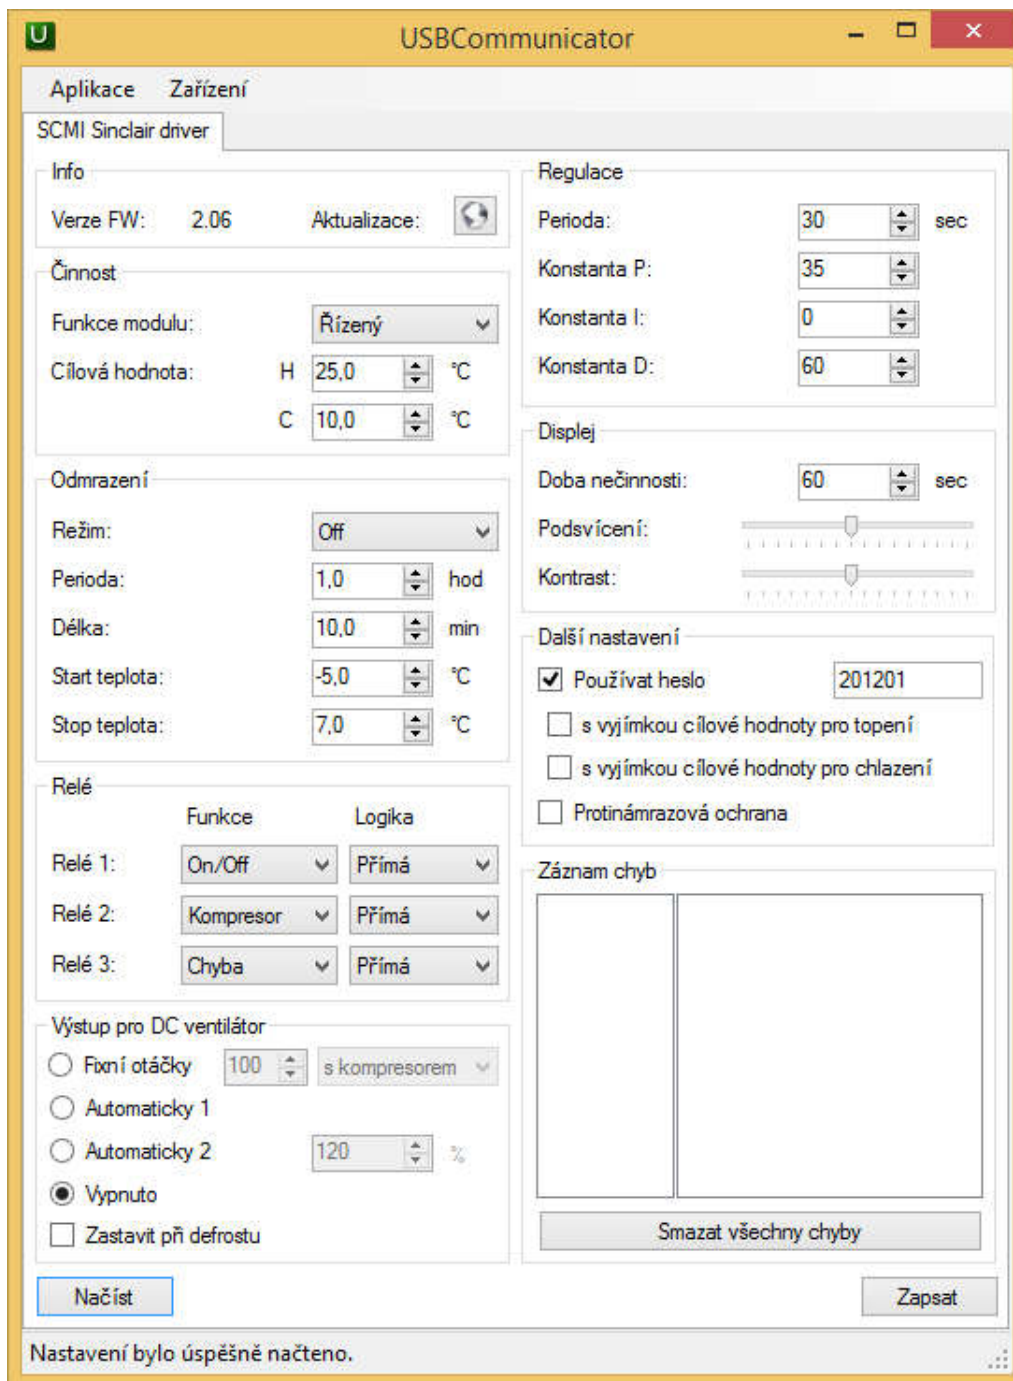 U
USBCommunicator
Aplikace Zařízení
SCMI Sinclair driver
Info
Verze FW: 2.06 Aktualizace:
Činnost
Funkce modulu: Řízený
Cílová hodnota: H 25,0 °C
C 10,0 °C
Odmrazení
Režim: Off
Perioda: 1,0 hod
Délka: 10,0 min
Start teplota: -5,0 °C
Stop teplota: 7,0 °C
Relé
Funkce Logika
Relé 1: On/Off Přímá
Relé 2: Kompresor Přímá
Relé 3: Chyba Přímá
Výstup pro DC ventilátor
Fixní otáčky 100 s kompresorem
Automaticky 1
Automaticky 2 120 %
Vypnuto
Zastavit při defrostu
Načíst
Regulace
Perioda: 30 sec
Konstanta P: 35
Konstanta I: 0
Konstanta D: 60
Displej
Doba nečinnosti: 60 sec
Podsvícení:
Kontrast:
Další nastavení
Používat heslo 201201
s vyjímkou cílové hodnoty pro topení
s vyjímkou cílové hodnoty pro chlazení
Protinámrazová ochrana
Záznam chyb
Smazat všechny chyby
Zapsat
Nastavení bylo úspěšně načteno.